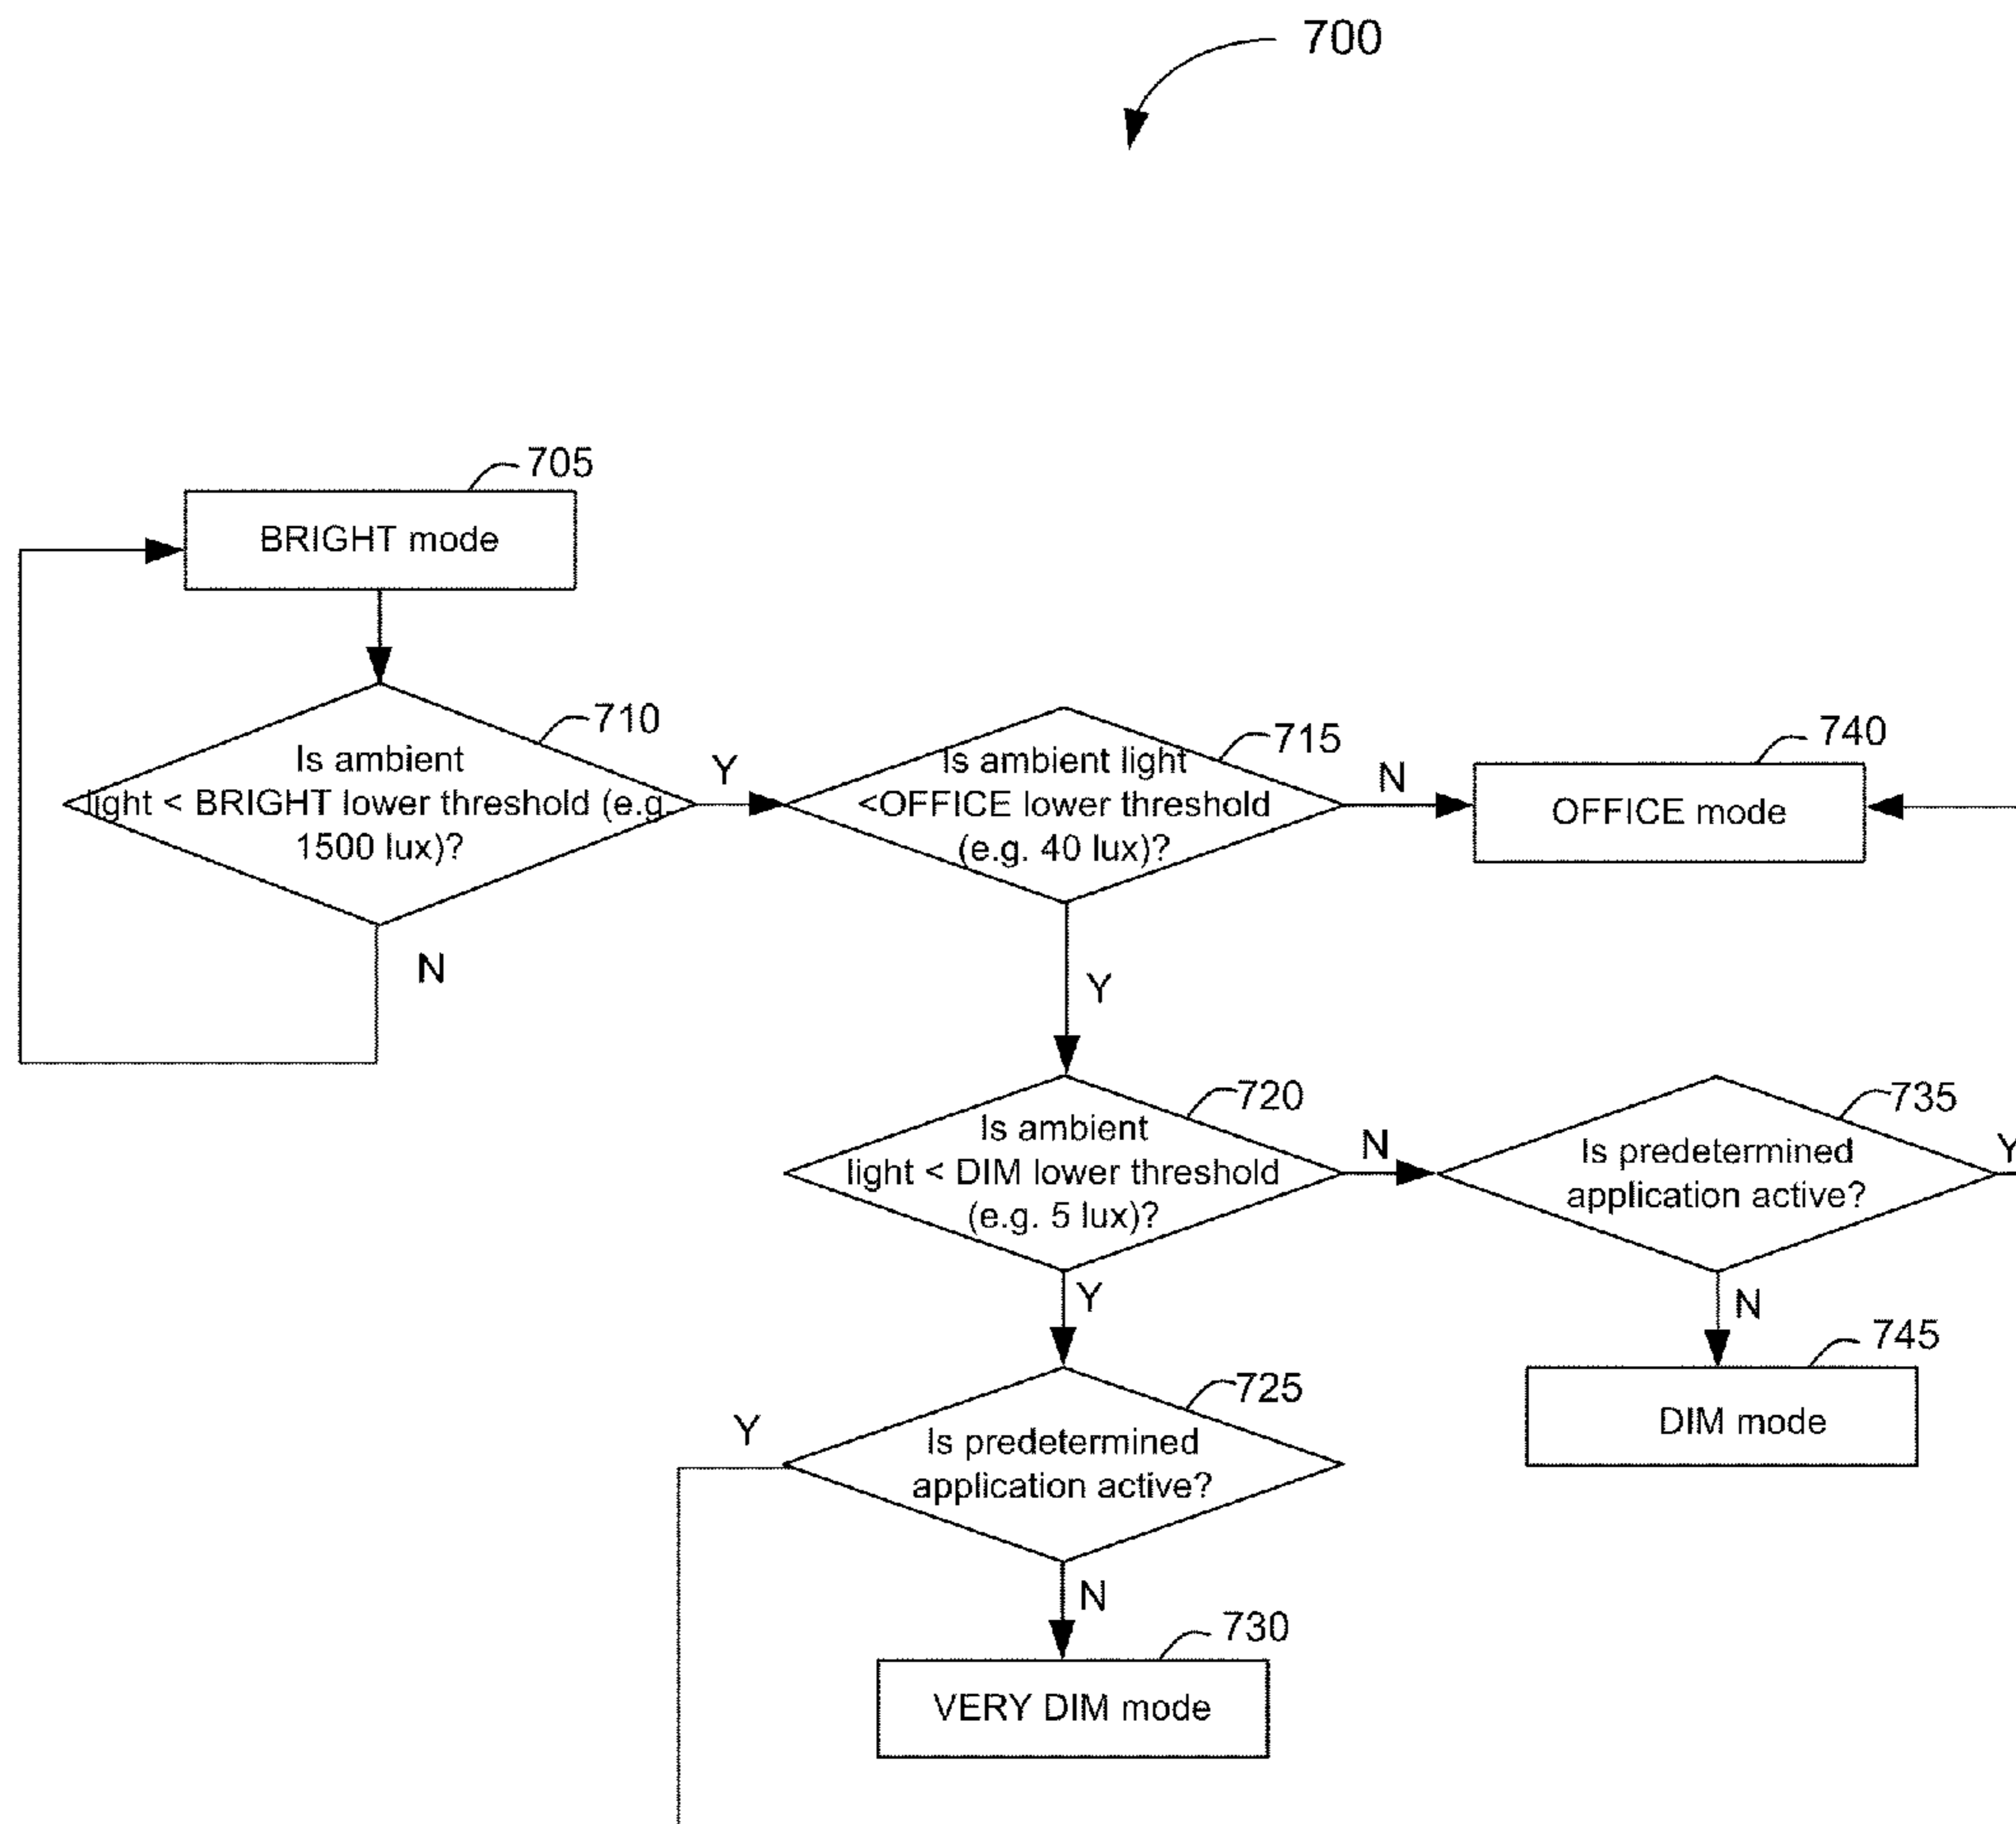 700
705
BRIGHT mode
710
Is ambient
light < BRIGHT lower threshold (e.g.
1500 lux)?
Y
N
715
Is ambient light
<OFFICE lower threshold
(e.g. 40 lux)?
N
740
OFFICE mode
Y
720
Is ambient
light < DIM lower threshold
(e.g. 5 lux)?
N
735
Is predetermined
application active?
Y
Y
N
745
DIM mode
725
Is predetermined
application active?
Y
N
730
VERY DIM mode